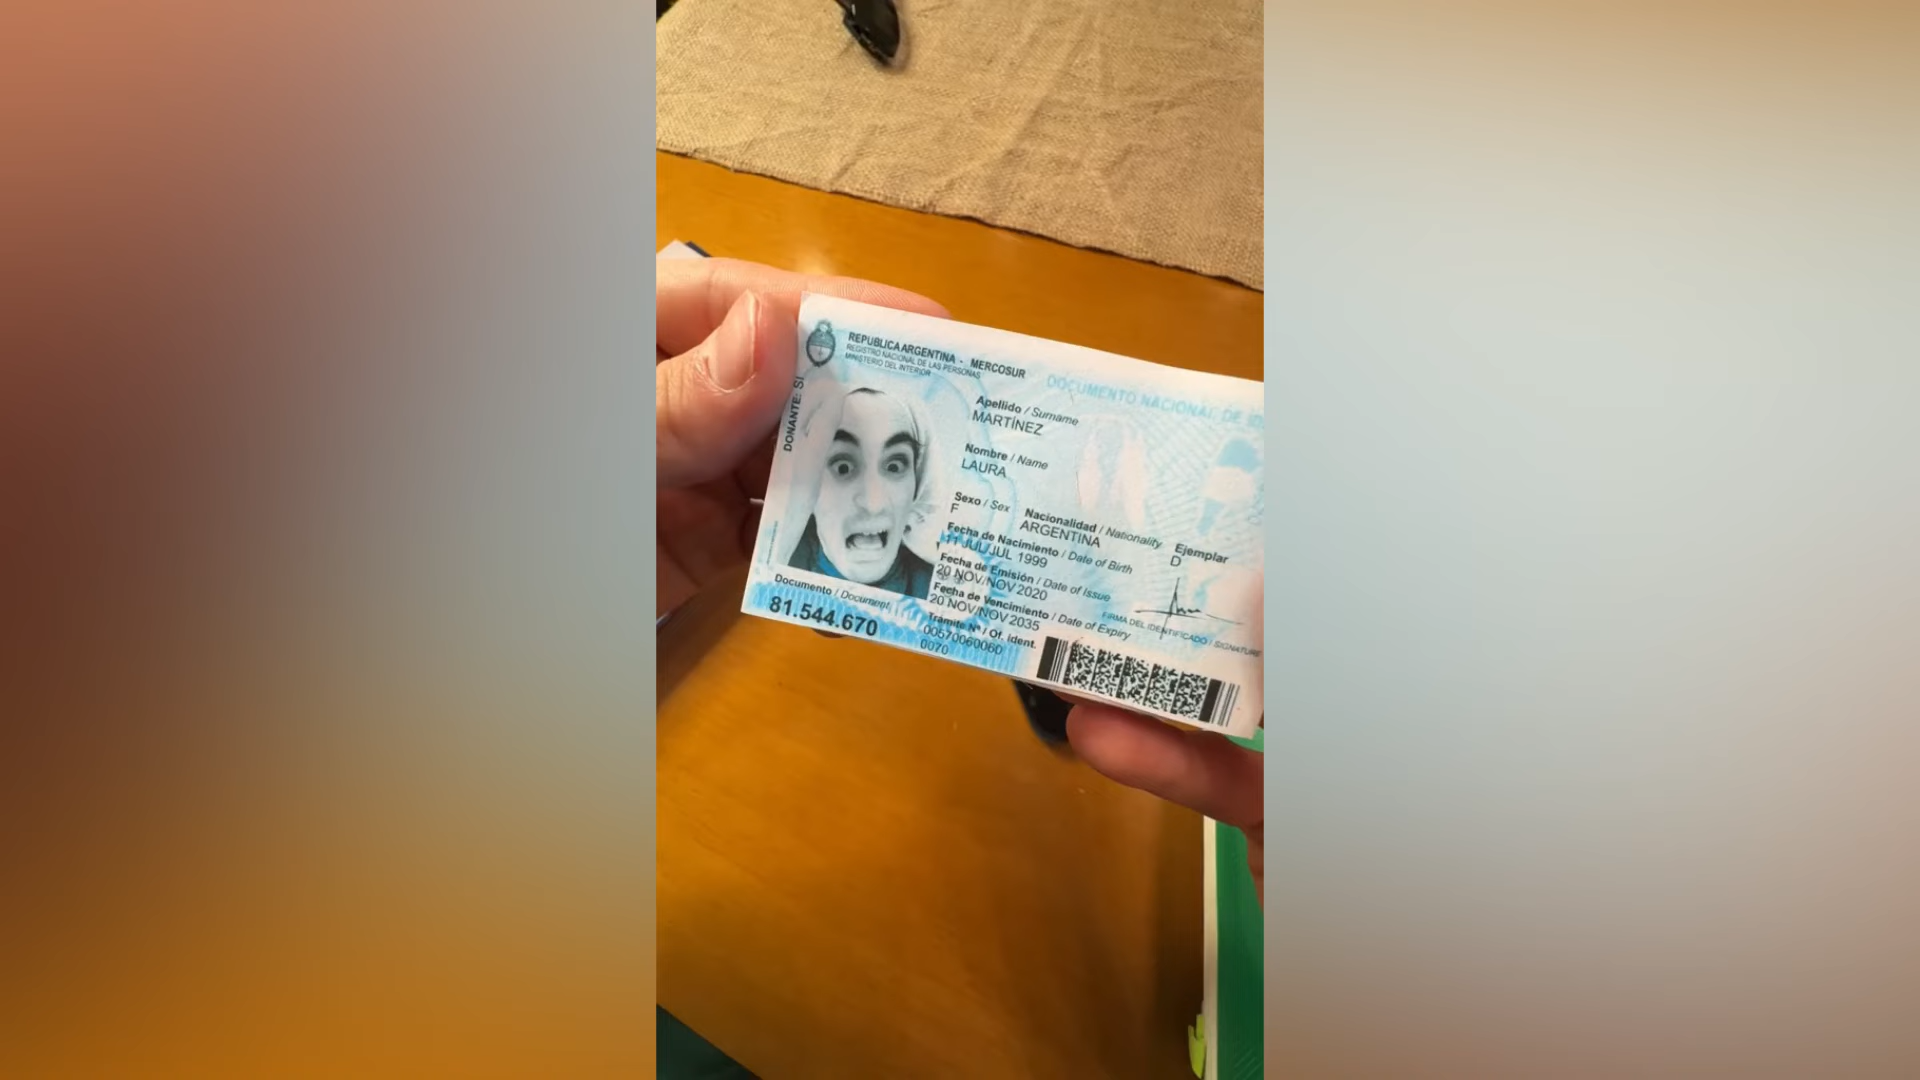 REPUBLICA ARGENTINA - MERCOSUR
REGISTRO NACIONAL DE LAS PERSONAS
MINISTERIO DEL INTERIOR
DOCUMENTO NACIONAL DE
DONANTE: SI
Apellido / Surname
MARTÍNEZ
Nombre / Name
LAURA
Sexo / Sex
F
Nacionalidad / Nationality
ARGENTINA
Ejemplar
D
Fecha de Nacimiento / Date of Birth
11 JUL/JUL 1999
Fecha de Emisión / Date of Issue
20 NOV/NOV 2020
Fecha de Vencimiento / Date of Expiry
20 NOV/NOV 2035
FIRMA DEL IDENTIFICADO / SIGNATURE
Documento / Document
81.544.670
Trámite Nº / Of. ident.
00570060060
0070